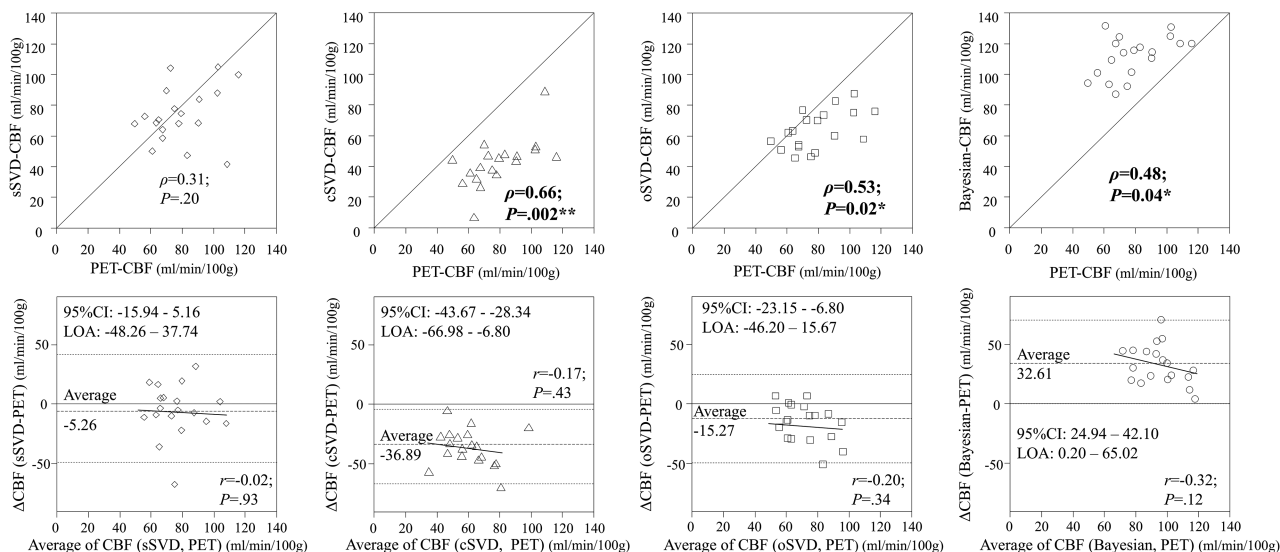 140
120
100
80
60
40
20
0
sSVD-CBF (ml/min/100g)
ρ=0.31;
P=.20
0 20 40 60 80 100 120 140
PET-CBF (ml/min/100g)
140
120
100
80
60
40
20
0
cSVD-CBF (ml/min/100g)
ρ=0.66;
P=.002**
0 20 40 60 80 100 120 140
PET-CBF (ml/min/100g)
140
120
100
80
60
40
20
0
oSVD-CBF (ml/min/100g)
ρ=0.53;
P=0.02*
0 20 40 60 80 100 120 140
PET-CBF (ml/min/100g)
140
120
100
80
60
40
20
0
Bayesian-CBF (ml/min/100g)
ρ=0.48;
P=0.04*
0 20 40 60 80 100 120 140
PET-CBF (ml/min/100g)
ΔCBF (sSVD-PET) (ml/min/100g)
95%CI: -15.94 - 5.16
LOA: -48.26 – 37.74
50
0
-50
Average
-5.26
r=-0.02;
P=.93
0 20 40 60 80 100 120 140
Average of CBF (sSVD, PET) (ml/min/100g)
ΔCBF (cSVD-PET) (ml/min/100g)
95%CI: -43.67 - -28.34
LOA: -66.98 - -6.80
50
0
-50
r=-0.17;
P=.43
Average
-36.89
0 20 40 60 80 100 120 140
Average of CBF (cSVD, PET) (ml/min/100g)
ΔCBF (oSVD-PET) (ml/min/100g)
95%CI: -23.15 - -6.80
LOA: -46.20 – 15.67
50
0
-50
Average
-15.27
r=-0.20;
P=.34
0 20 40 60 80 100 120 140
Average of CBF (oSVD, PET) (ml/min/100g)
ΔCBF (Bayesian-PET) (ml/min/100g)
50
0
-50
Average
32.61
95%CI: 24.94 – 42.10
LOA: 0.20 – 65.02
r=-0.32;
P=.12
0 20 40 60 80 100 120 140
Average of CBF (Bayesian, PET) (ml/min/100g)